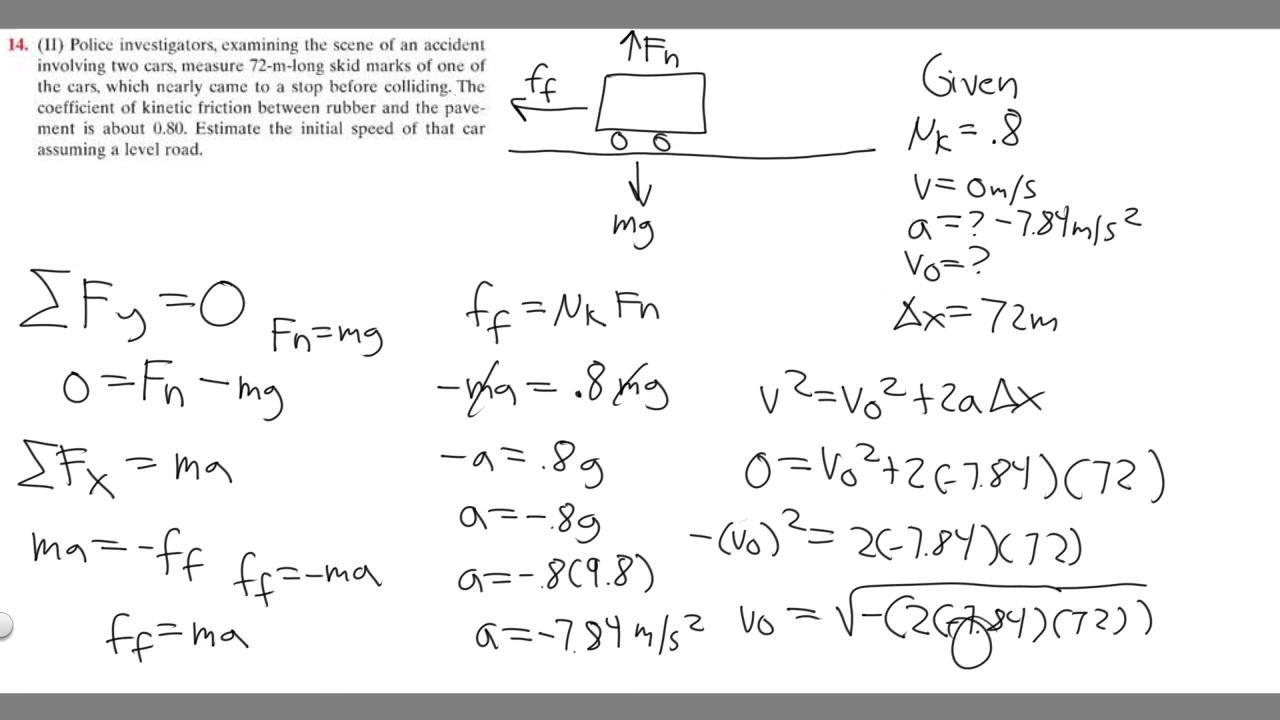 14. (II) Police investigators, examining the scene of an accident
involving two cars, measure 72-m-long skid marks of one of
the cars, which nearly came to a stop before colliding. The
coefficient of kinetic friction between rubber and the pave-
ment is about 0.80. Estimate the initial speed of that car
assuming a level road.
↑Fn
ff
mg
Given
μk = .8
v = 0m/s
a = ? -7.84m/s²
v₀ = ?
Δx = 72m
ΣFy = 0
Fn = mg
0 = Fn - mg
ΣFx = ma
ma = -ff
ff = -ma
ff = ma
ff = μk Fn
-ma = .8mg
-a = .8g
a = -.8g
a = -.8(9.8)
a = -7.84 m/s²
v² = v₀² + 2aΔx
0 = v₀² + 2(-7.84)(72)
-(v₀)² = 2(-7.84)(72)
v₀ = √-(2(-7.84)(72))